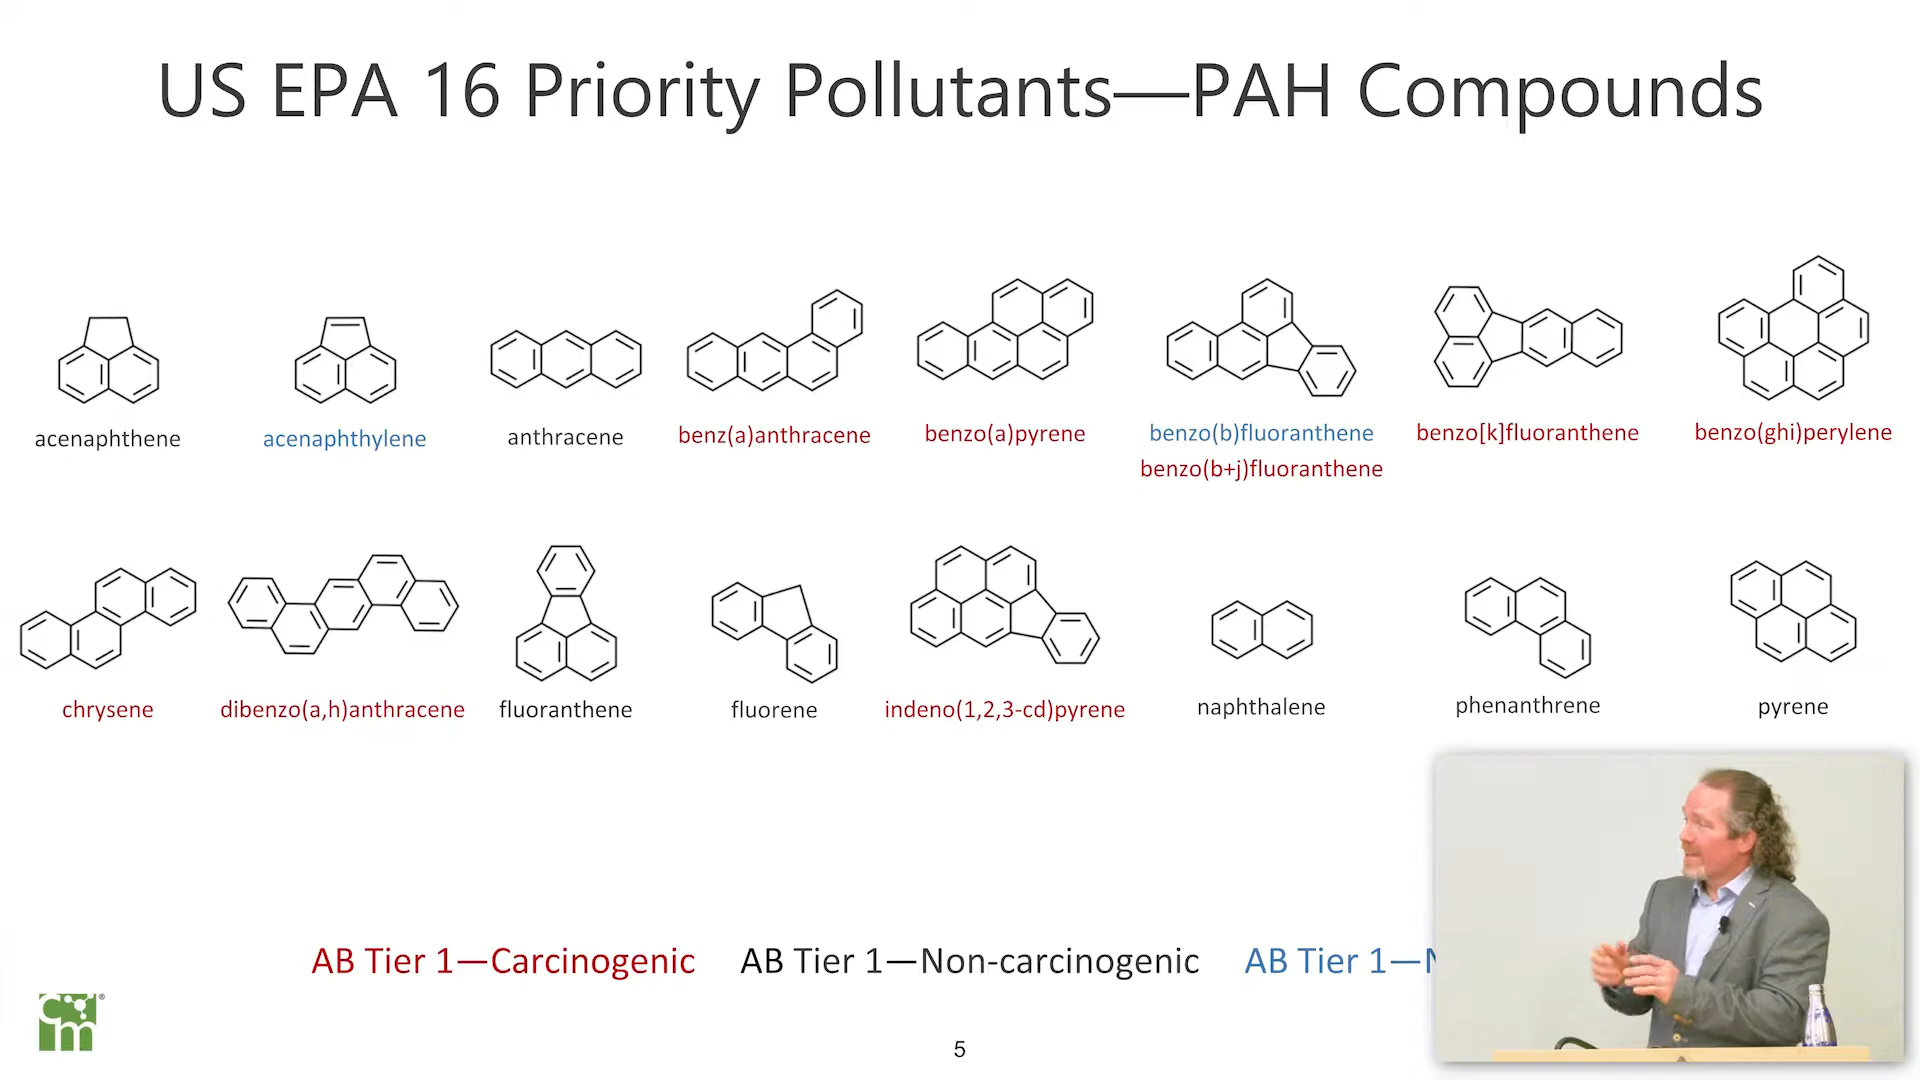 US EPA 16 Priority Pollutants—PAH Compounds
acenaphthene
acenaphthylene
anthracene
benz(a)anthracene
benzo(a)pyrene
benzo(b)fluoranthene
benzo(b+j)fluoranthene
benzo[k]fluoranthene
benzo(ghi)perylene
chrysene
dibenzo(a,h)anthracene
fluoranthene
fluorene
indeno(1,2,3-cd)pyrene
naphthalene
phenanthrene
pyrene
AB Tier 1—Carcinogenic
AB Tier 1—Non-carcinogenic
AB Tier 1—
cm®
5